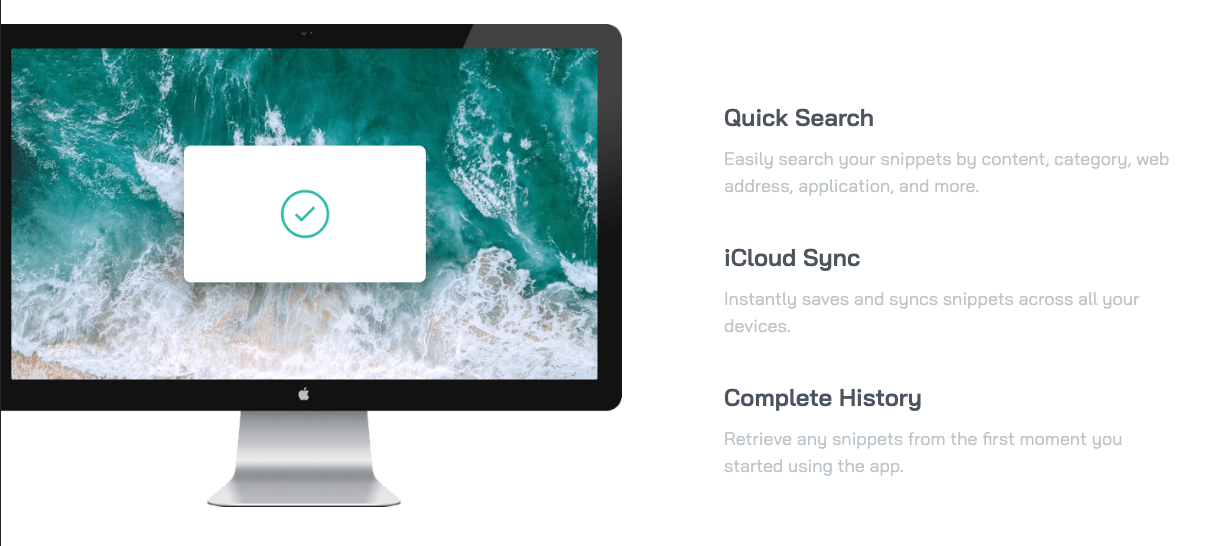 Quick Search
Easily search your snippets by content, category, web
address, application, and more.
iCloud Sync
Instantly saves and syncs snippets across all your
devices.
Complete History
Retrieve any snippets from the first moment you
started using the app.